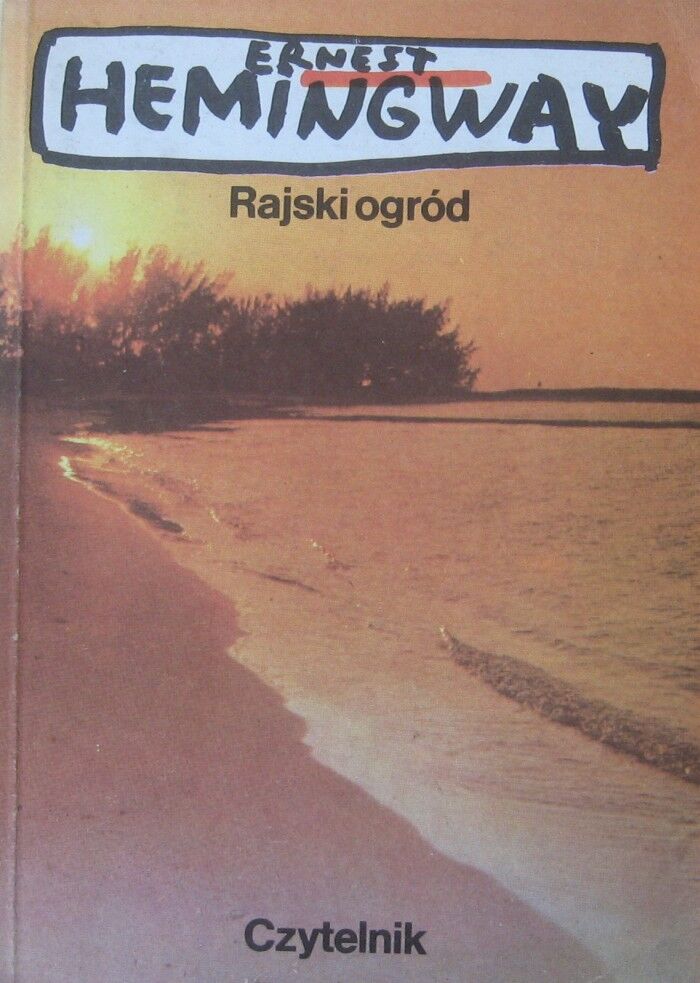 ERNEST
HEMINGWAY
Rajski ogród
Czytelnik